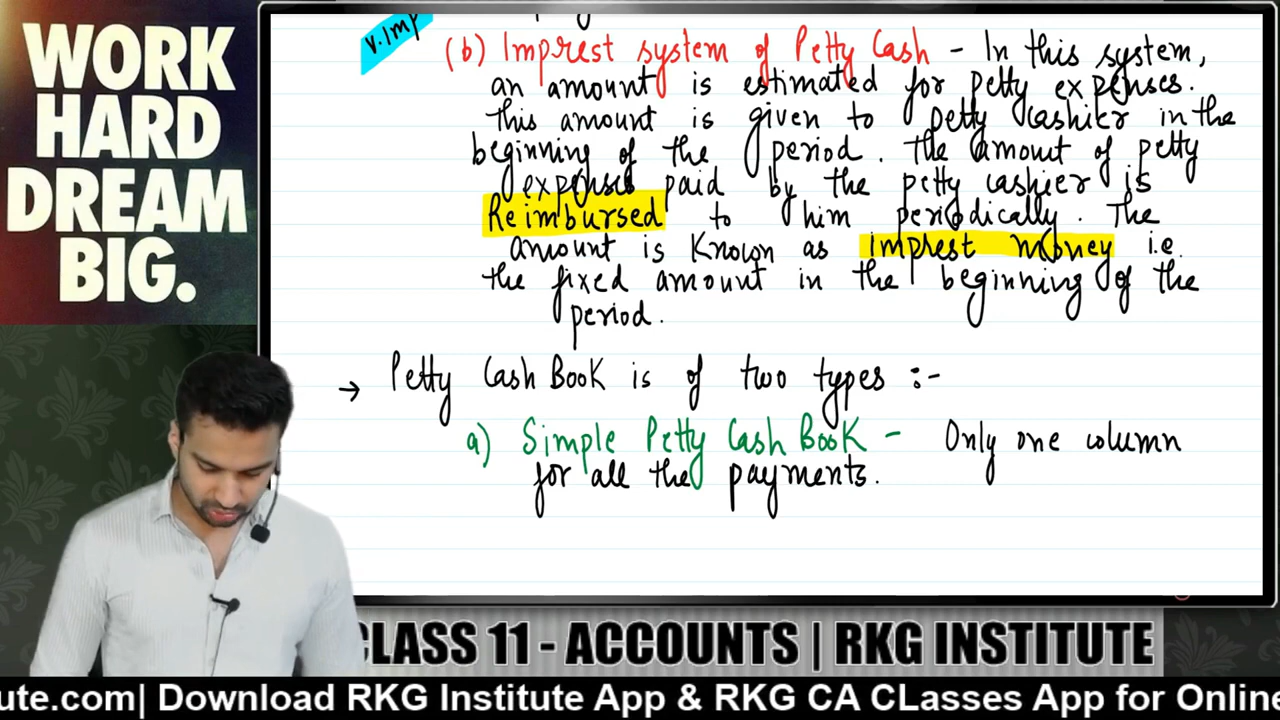 WORK
HARD
DREAM
BIG.
V.Imp
(b) Imprest system of Petty Cash - In this system,
an amount is estimated for petty expenses.
this amount is given to petty cashier in the
beginning of the period. the amount of petty
expenses paid by the petty cashier is
Reimbursed to him periodically. The
amount is known as imprest money i.e.
the fixed amount in the beginning of the
period.
→ Petty Cash Book is of two types :-
a) Simple Petty Cash Book - Only one column
for all the payments.
CLASS 11 - ACCOUNTS | RKG INSTITUTE
ute.com| Download RKG Institute App & RKG CA CLasses App for Online